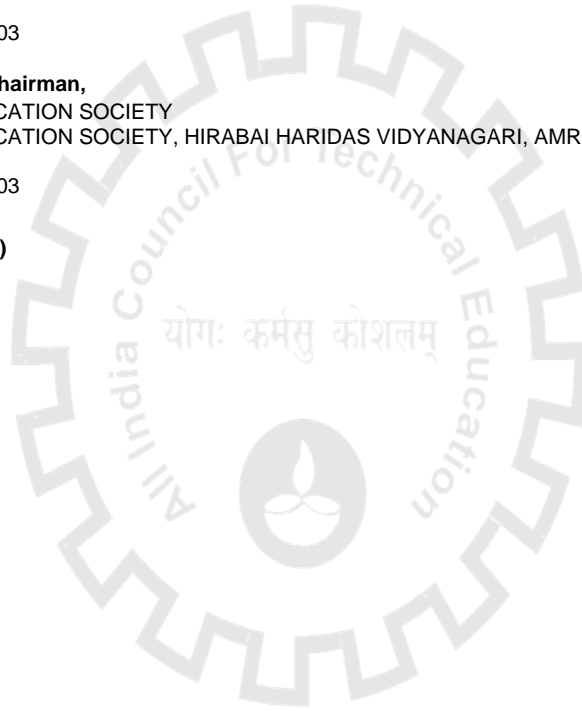 03
hairman,
CATION SOCIETY
CATION SOCIETY, HIRABAI HARIDAS VIDYANAGARI, AMR
03
)
All India Council For Technical Education
योगः कर्मसु कौशलम्